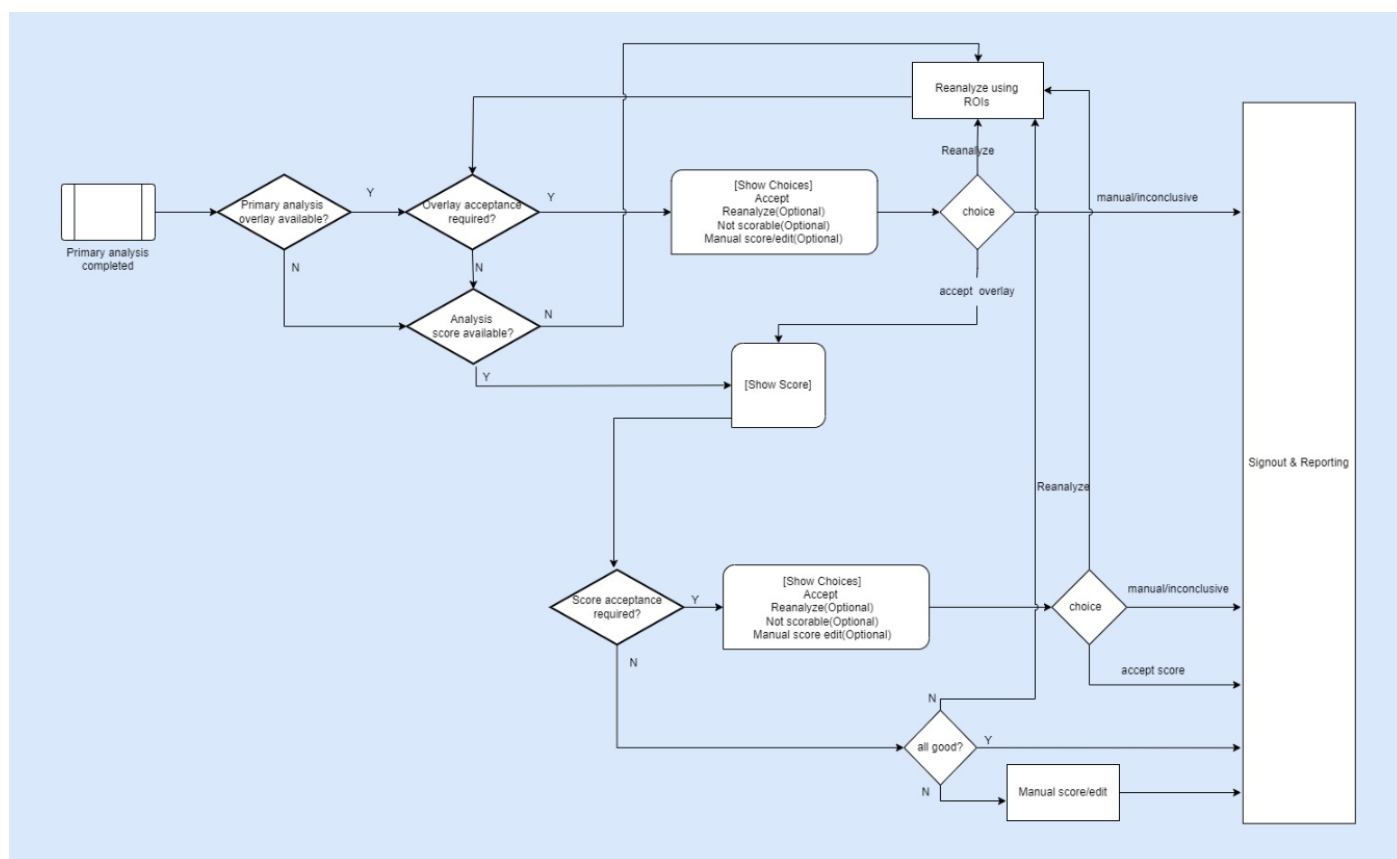 Reanalyze using
ROIs
Reanalyze
Primary analysis
overlay available?
Y
Overlay acceptance
required?
Y
[Show Choices]
Accept
Reanalyze(Optional)
Not scorable(Optional)
Manual score/edit(Optional)
choice
manual/inconclusive
Primary analysis
completed
N
N
accept overlay
Analysis
score available?
N
Y
[Show Score]
Signout & Reporting
Reanalyze
Score acceptance
required?
Y
[Show Choices]
Accept
Reanalyze(Optional)
Not scorable(Optional)
Manual score edit(Optional)
choice
manual/inconclusive
N
accept score
N
all good?
Y
N
Manual score/edit